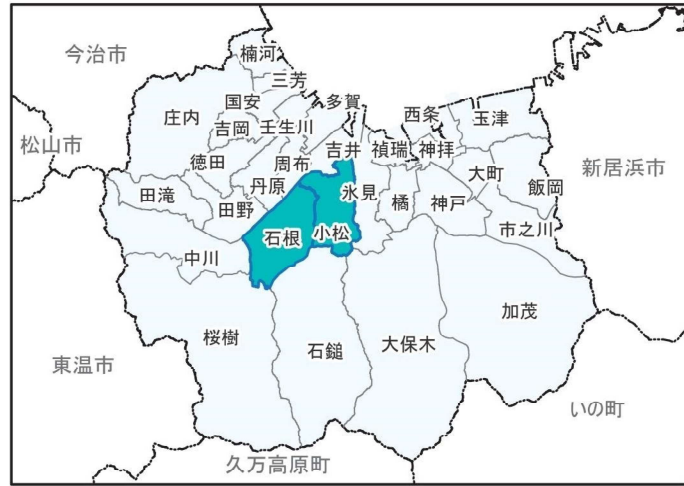 楠河
今治市
三芳
国安
多賀
西条
玉津
庄内
吉岡
壬生川
松山市
吉井
禎瑞
神拝
徳田
周布
大町
新居浜市
田滝
丹原
氷見
飯岡
田野
橘
神戸
石根
小松
市之川
中川
加茂
桜樹
石鎚
大保木
東温市
いの町
久万高原町